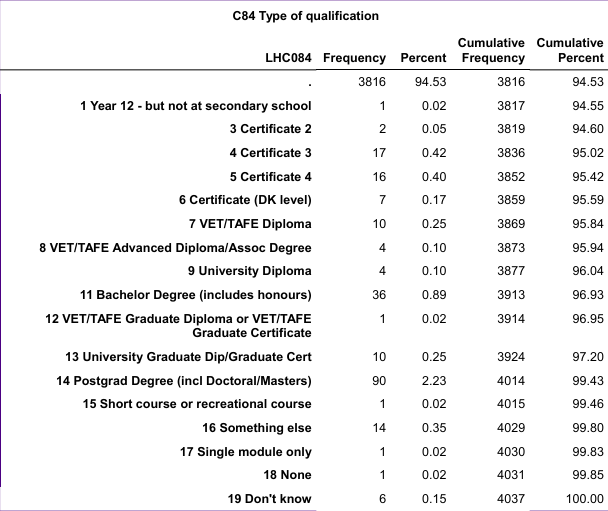 C84 Type of qualification
LHC084 Frequency Percent Cumulative Frequency Cumulative Percent
. 3816 94.53 3816 94.53
1 Year 12 - but not at secondary school 1 0.02 3817 94.55
3 Certificate 2 2 0.05 3819 94.60
4 Certificate 3 17 0.42 3836 95.02
5 Certificate 4 16 0.40 3852 95.42
6 Certificate (DK level) 7 0.17 3859 95.59
7 VET/TAFE Diploma 10 0.25 3869 95.84
8 VET/TAFE Advanced Diploma/Assoc Degree 4 0.10 3873 95.94
9 University Diploma 4 0.10 3877 96.04
11 Bachelor Degree (includes honours) 36 0.89 3913 96.93
12 VET/TAFE Graduate Diploma or VET/TAFE 1 0.02 3914 96.95
Graduate Certificate
13 University Graduate Dip/Graduate Cert 10 0.25 3924 97.20
14 Postgrad Degree (incl Doctoral/Masters) 90 2.23 4014 99.43
15 Short course or recreational course 1 0.02 4015 99.46
16 Something else 14 0.35 4029 99.80
17 Single module only 1 0.02 4030 99.83
18 None 1 0.02 4031 99.85
19 Don't know 6 0.15 4037 100.00